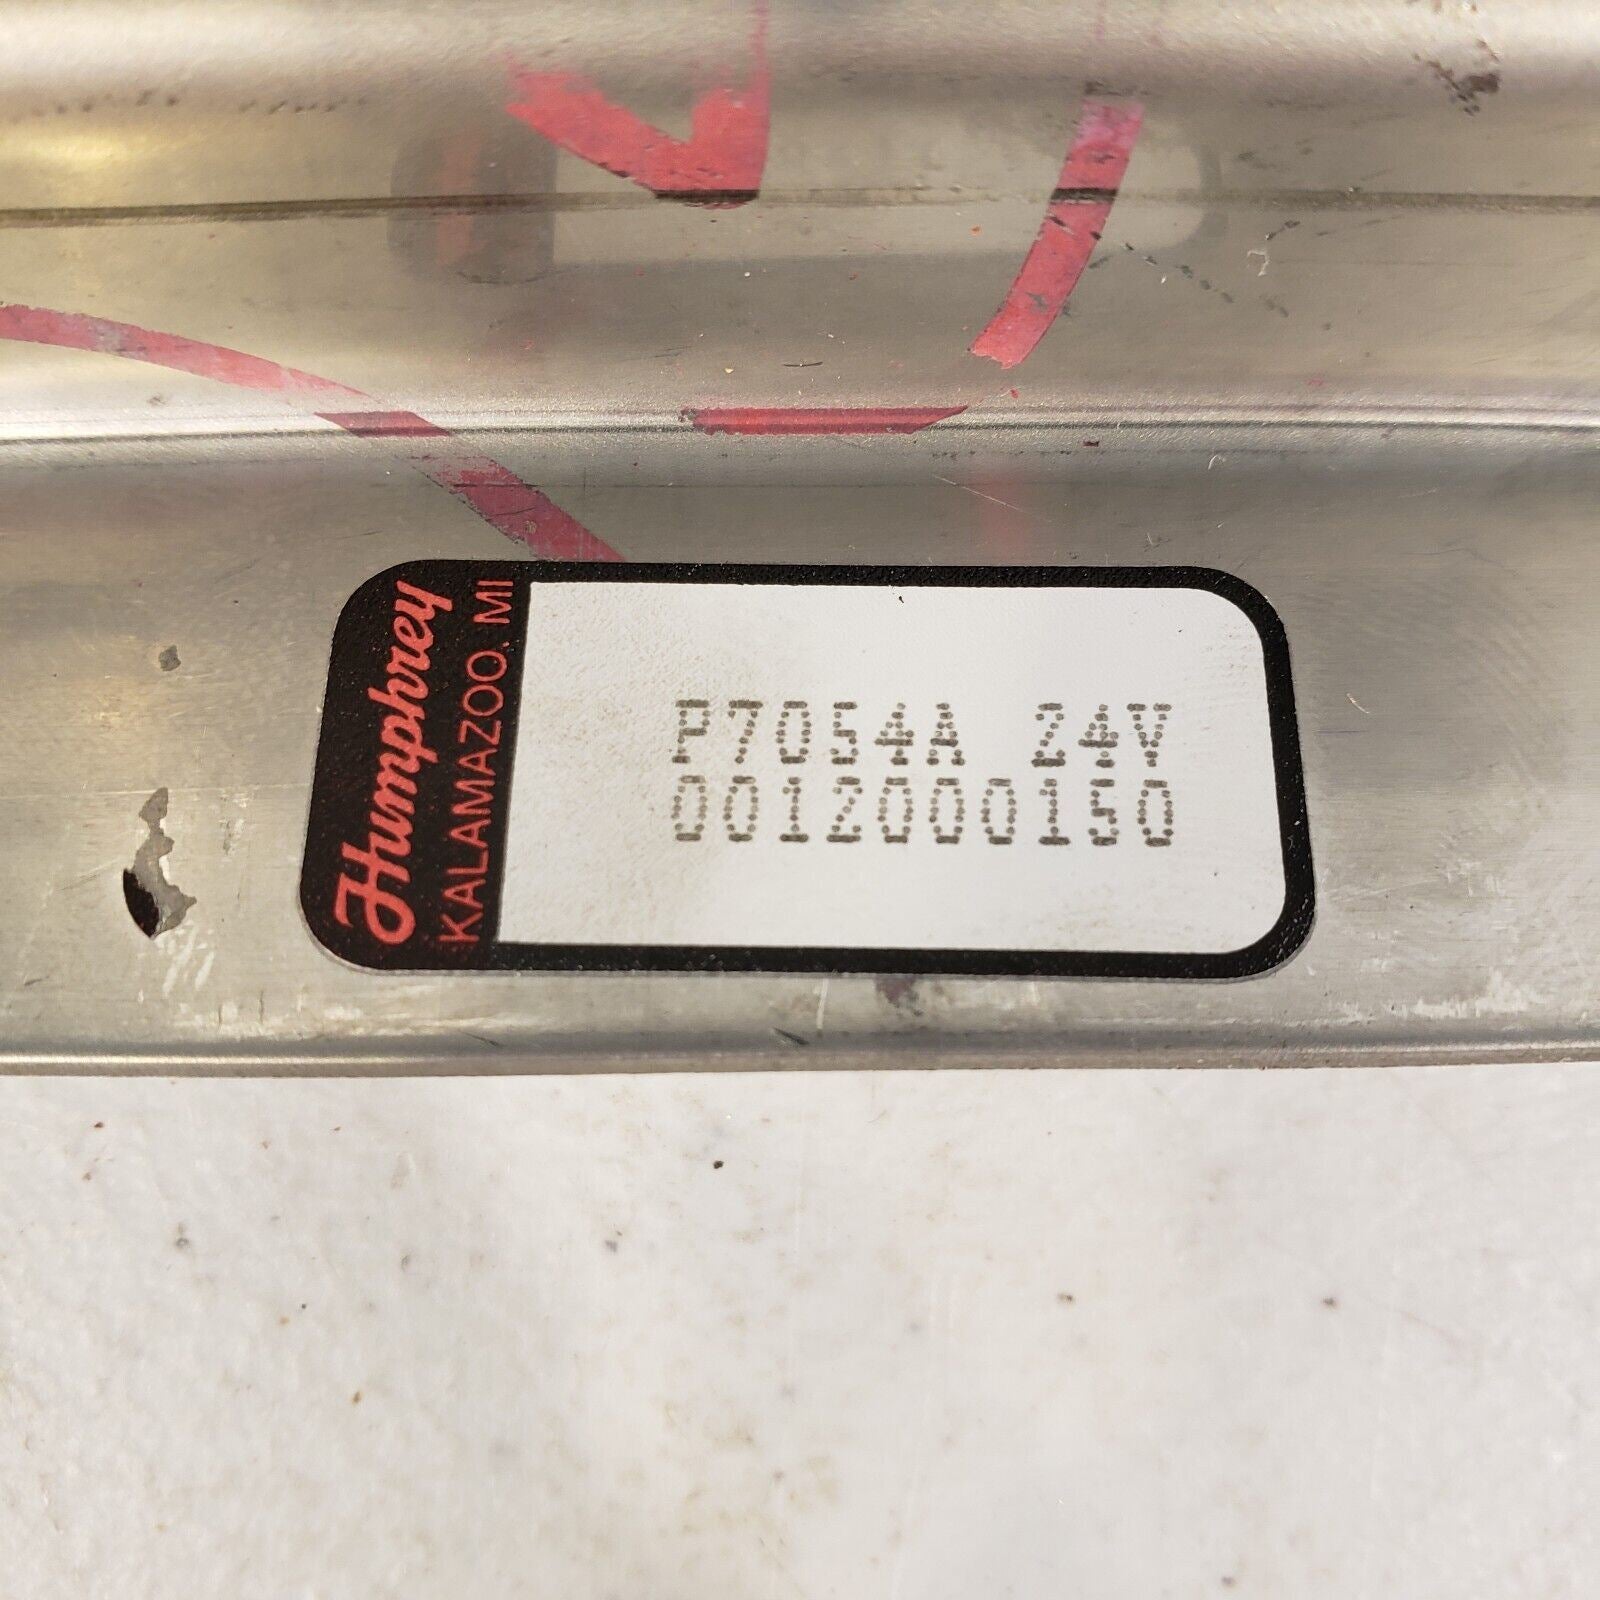 Humphrey
KALAMAZOO. MI
P7054A 24V
0012000150